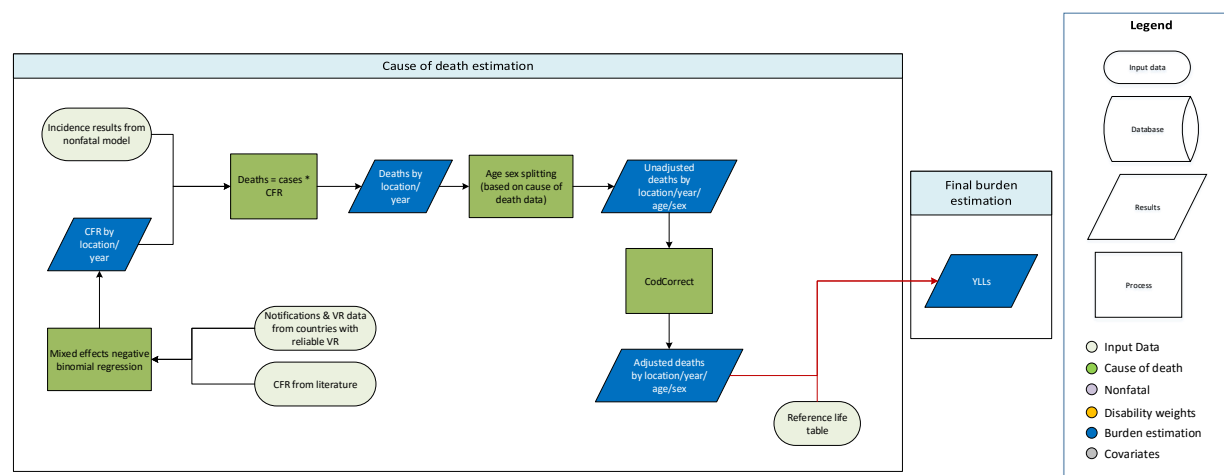 Cause of death estimation
Incidence results from
nonfatal model
Deaths = cases *
CFR
Deaths by
location/
year
Age sex splitting
(based on cause of
death data)
Unadjusted
deaths by
location/year/
age/sex
CFR by
location/
year
CodCorrect
Mixed effects negative
binomial regression
Notifications & VR data
from countries with
reliable VR
CFR from literature
Adjusted deaths
by location/year/
age/sex
Reference life
table
Final burden
estimation
YLLs
Legend
Input data
Database
Results
Process
Input Data
Cause of death
Nonfatal
Disability weights
Burden estimation
Covariates